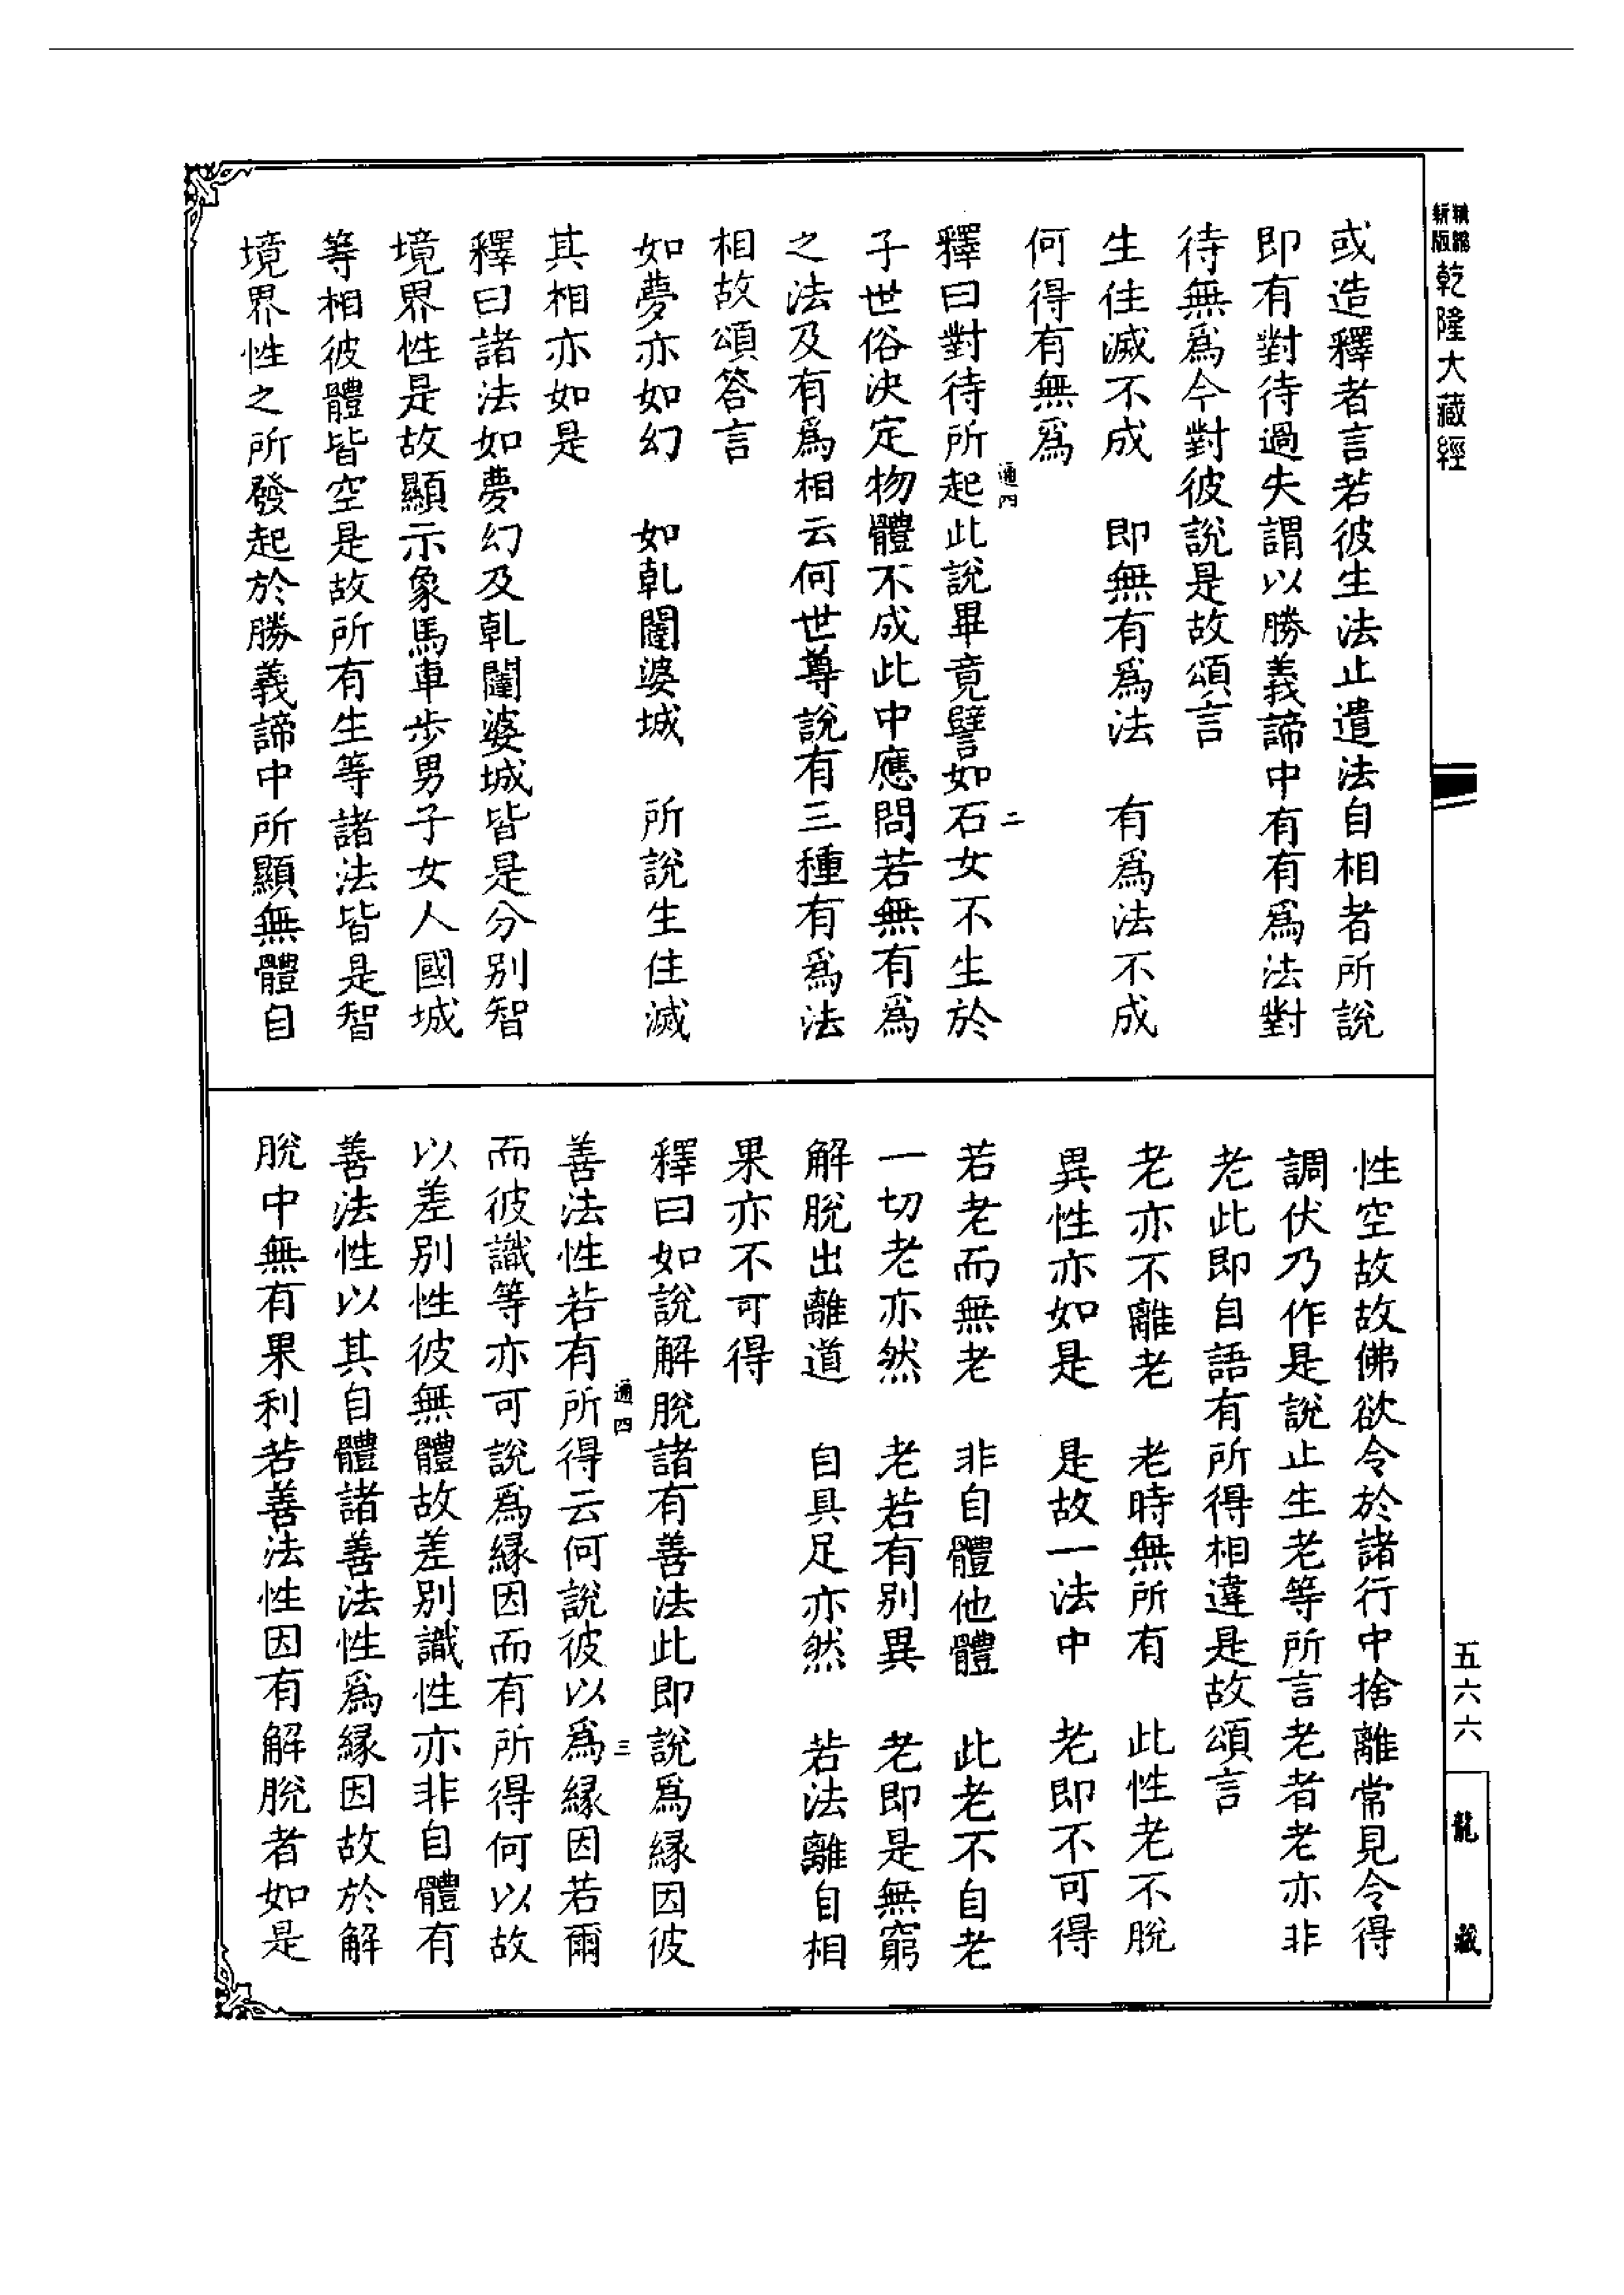 精縮新版乾隆大藏經
或造釋者言若彼生法止遣法自相者所說
即有對待過失謂以勝義諦中有有爲法對
待無爲今對彼說是故頌言
生住滅不成　即無有爲法　有爲法不成
何得有無爲
通四　二
釋曰對待所起此說畢竟譬如石女不生於
子世俗決定物體不成此中應問若無有爲
之法及有爲相云何世尊說有三種有爲法
相故頌答言
如夢亦如幻　如乹闥婆城　所說生住滅
其相亦如是
釋曰諸法如夢幻及乹闥婆城皆是分別智
境界性是故顯示象馬車步男子女人國城
等相彼體皆空是故所有生等諸法皆是智
境界性之所發起於勝義諦中所顯無體自
性空故故佛欲令於諸行中捨離常見令得
調伏乃作是說止生老等所言老者老亦非
老此即自語有所得相違是故頌言
老亦不離老　老時無所有　此性老不脫
異性亦如是　是故一法中　老即不可得
若老而無老　非自體他體　此老不自老
一切老亦然　老若有別異　老即是無窮
解脫出離道　自具足亦然　若法離自相
果亦不可得
釋曰如說解脫諸有善法此即說爲緣因彼
通四　三
善法性若有所得云何說彼以爲緣因若爾
而彼識等亦可說爲緣因而有所得何以故
以差別性彼無體故差別識性亦非自體有
善法性以其自體諸善法性爲緣因故於解
脫中無有果利若善法性因有解脫者如是
五六六
龍藏